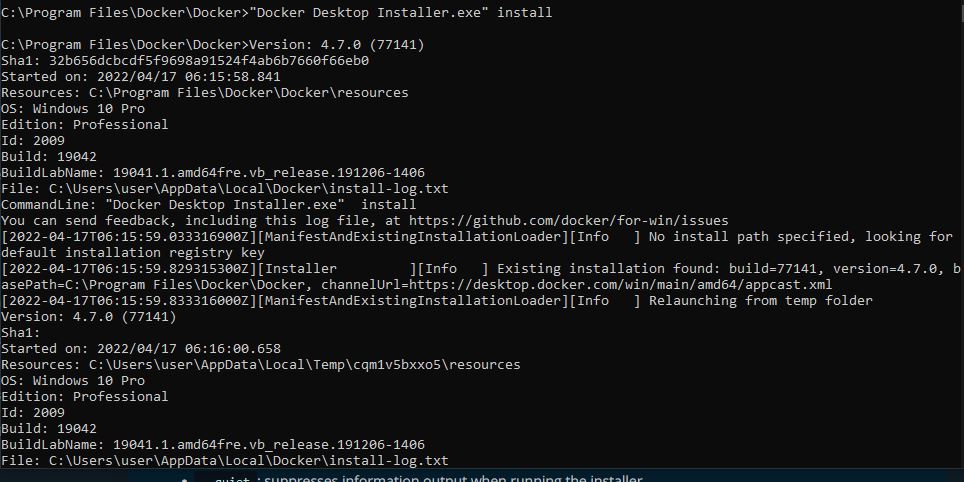 C:\Program Files\Docker\Docker>"Docker Desktop Installer.exe" install
C:\Program Files\Docker\Docker>Version: 4.7.0 (77141)
Sha1: 32b656dcbcdf5f9698a91524f4ab6b7660f66eb0
Started on: 2022/04/17 06:15:58.841
Resources: C:\Program Files\Docker\Docker\resources
OS: Windows 10 Pro
Edition: Professional
Id: 2009
Build: 19042
BuildLabName: 19041.1.amd64fre.vb_release.191206-1406
File: C:\Users\user\AppData\Local\Docker\install-log.txt
CommandLine: "Docker Desktop Installer.exe"  install
You can send feedback, including this log file, at https://github.com/docker/for-win/issues
[2022-04-17T06:15:59.033316900Z][ManifestAndExistingInstallationLoader][Info   ] No install path specified, looking for
default installation registry key
[2022-04-17T06:15:59.829315300Z][Installer         ][Info   ] Existing installation found: build=77141, version=4.7.0, b
asePath=C:\Program Files\Docker\Docker, channelUrl=https://desktop.docker.com/win/main/amd64/appcast.xml
[2022-04-17T06:15:59.833316000Z][ManifestAndExistingInstallationLoader][Info   ] Relaunching from temp folder
Version: 4.7.0 (77141)
Sha1:
Started on: 2022/04/17 06:16:00.658
Resources: C:\Users\user\AppData\Local\Temp\cqm1v5bxxo5\resources
OS: Windows 10 Pro
Edition: Professional
Id: 2009
Build: 19042
BuildLabName: 19041.1.amd64fre.vb_release.191206-1406
File: C:\Users\user\AppData\Local\Docker\install-log.txt
quiet : suppresses information output when running the installer